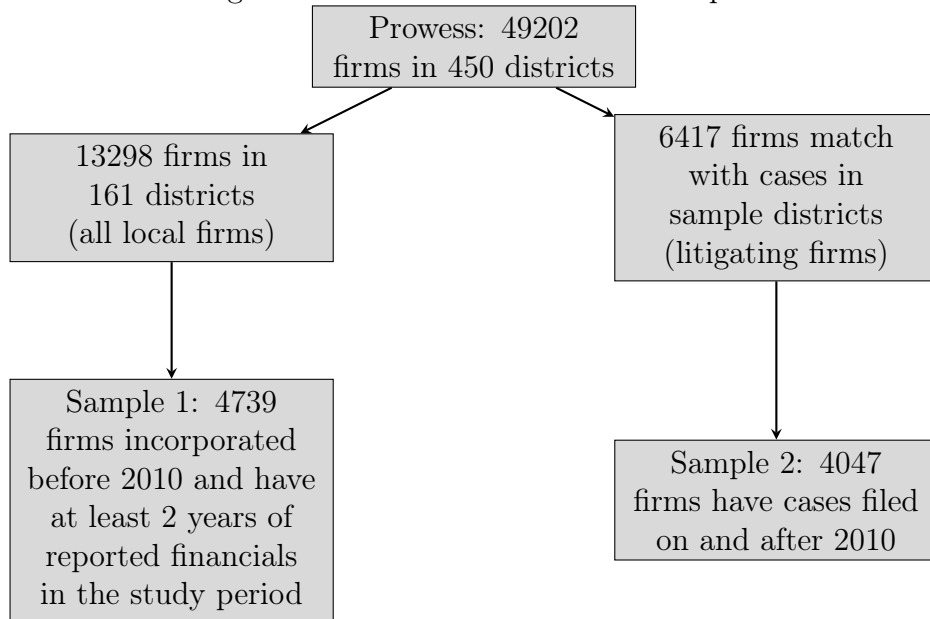 Prowess: 49202
firms in 450 districts
13298 firms in
161 districts
(all local firms)
6417 firms match
with cases in
sample districts
(litigating firms)
Sample 1: 4739
firms incorporated
before 2010 and have
at least 2 years of
reported financials
in the study period
Sample 2: 4047
firms have cases filed
on and after 2010